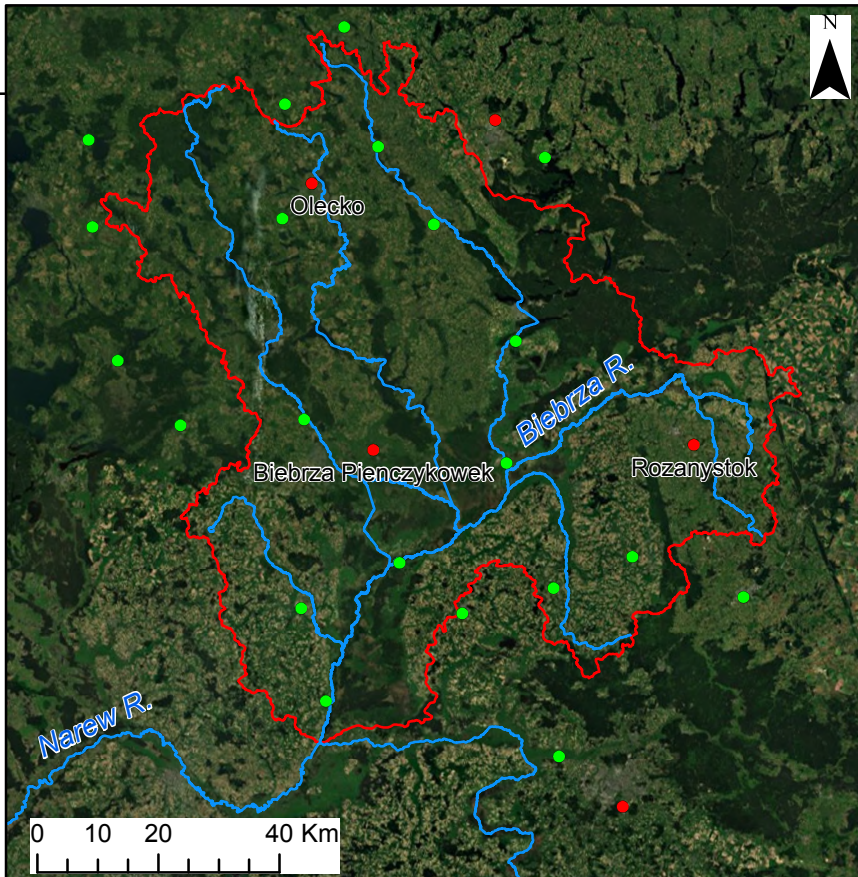 N
Olecko
Biebrza R.
Biebrza Pienczykowek
Rozanystok
Narew R.
0 10 20 40 Km